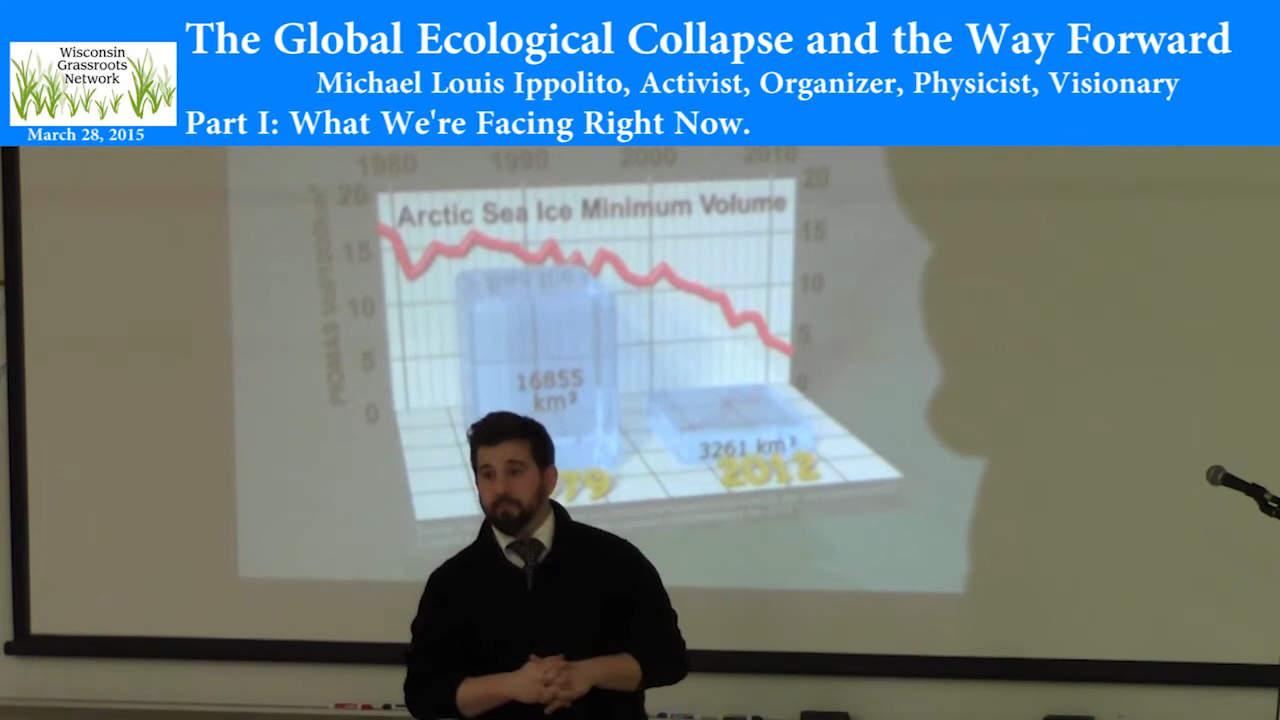 The Global Ecological Collapse and the Way Forward
Wisconsin
Grassroots
Network
Michael Louis Ippolito, Activist, Organizer, Physicist, Visionary
March 28, 2015
Part I: What We're Facing Right Now.
1980 1990 2000 2010
20 20
Arctic Sea Ice Minimum Volume
15 15
10 10
5 5
0 0
16855
km³
3261 km³
79 2012